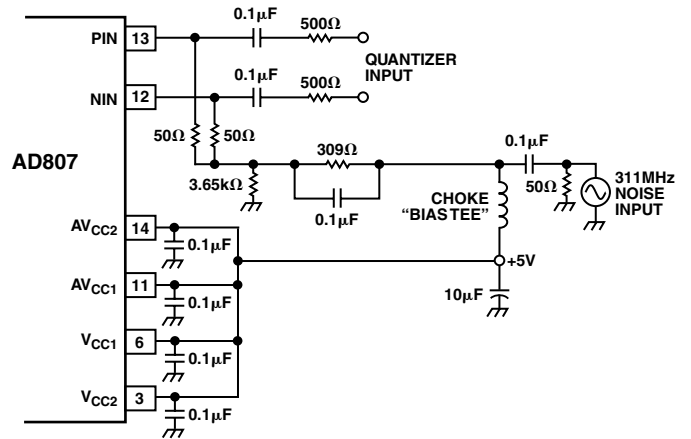 0.1μF
500Ω
PIN
13
QUANTIZER
INPUT
0.1μF
500Ω
NIN
12
50Ω
50Ω
AD807
309Ω
0.1μF
3.65kΩ
0.1μF
50Ω
311MHz
NOISE
INPUT
CHOKE
"BIAS TEE"
AVCC2
14
0.1μF
+5V
AVCC1
11
0.1μF
10μF
VCC1
6
0.1μF
VCC2
3
0.1μF